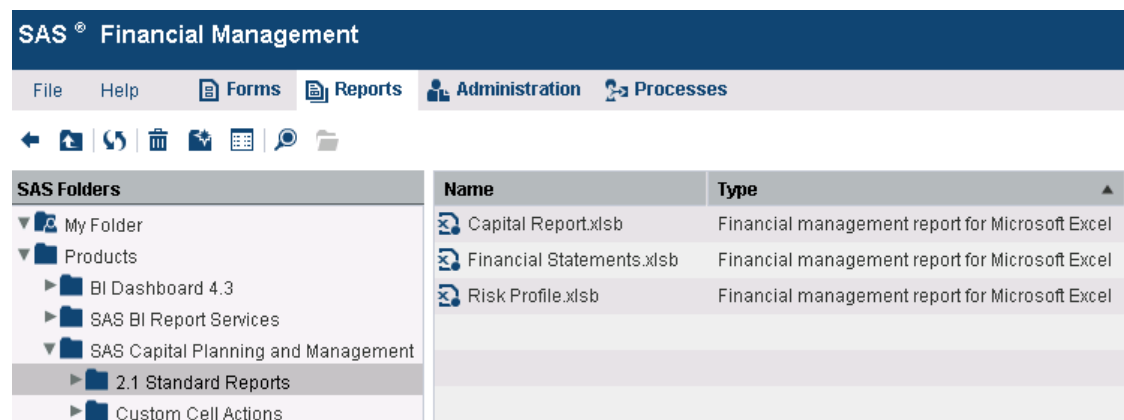 SAS ® Financial Management
File Help Forms Reports Administration Processes
SAS Folders
My Folder
Products
BI Dashboard 4.3
SAS BI Report Services
SAS Capital Planning and Management
2.1 Standard Reports
Custom Cell Actions
Name Type
Capital Report.xlsb Financial management report for Microsoft Excel
Financial Statements.xlsb Financial management report for Microsoft Excel
Risk Profile.xlsb Financial management report for Microsoft Excel